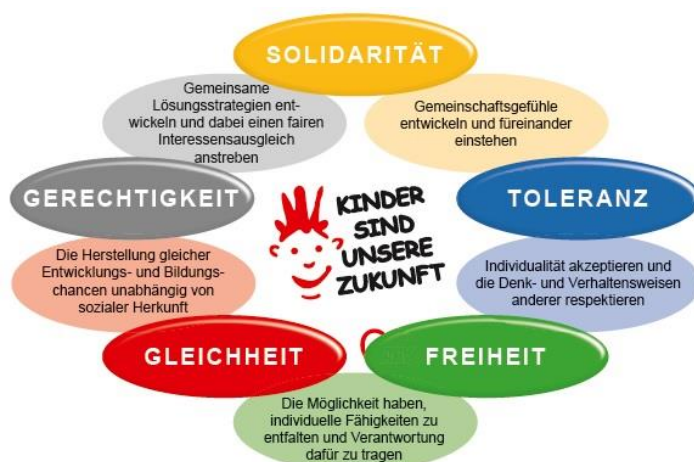 SOLIDARITÄT
Gemeinsame
Lösungsstrategien ent-
wickeln und dabei einen fairen
Interessensausgleich
anstreben
Gemeinschaftsgefühle
entwickeln und füreinander
einstehen
GERECHTIGKEIT
KINDER
SIND
UNSERE
ZUKUNFT
TOLERANZ
Die Herstellung gleicher
Entwicklungs- und Bildungs-
chancen unabhängig von
sozialer Herkunft
Individualität akzeptieren und
die Denk- und Verhaltensweisen
anderer respektieren
GLEICHHEIT
FREIHEIT
Die Möglichkeit haben,
individuelle Fähigkeiten zu
entfalten und Verantwortung
dafür zu tragen